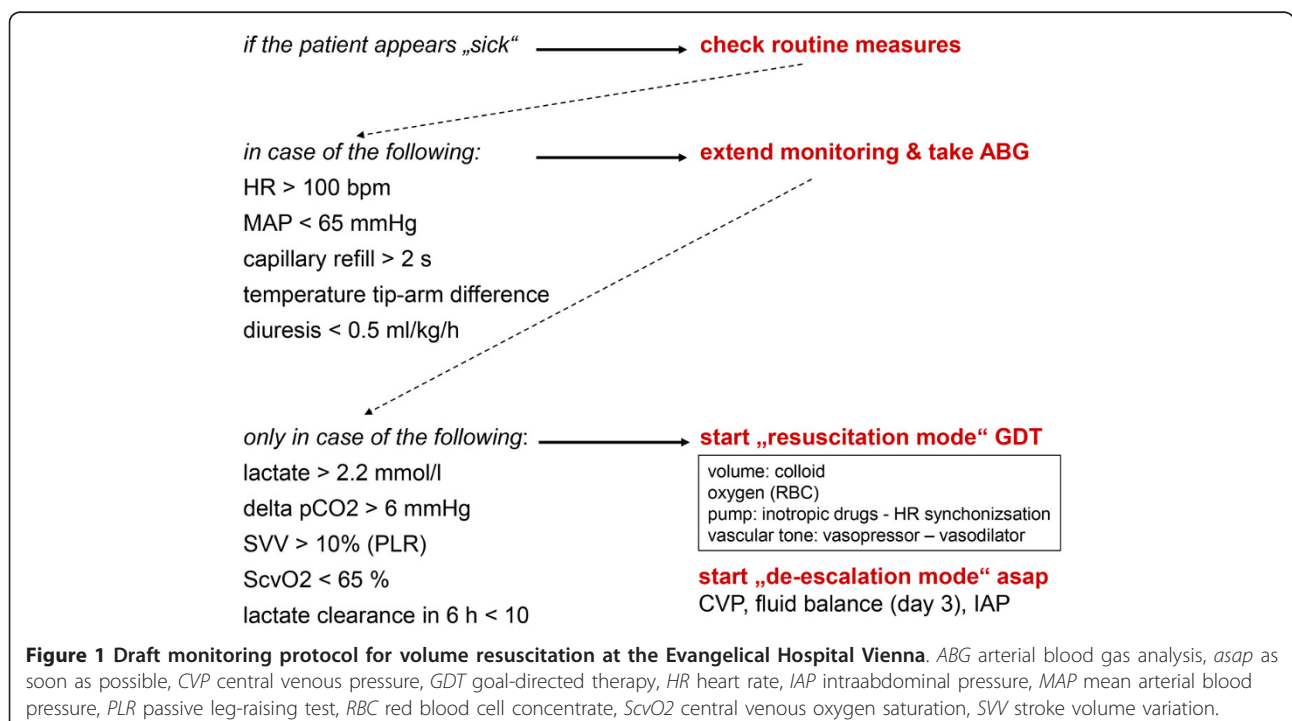 if the patient appears „sick“ check routine measures
in case of the following: extend monitoring & take ABG
HR > 100 bpm
MAP < 65 mmHg
capillary refill > 2 s
temperature tip-arm difference
diuresis < 0.5 ml/kg/h
only in case of the following: start „resuscitation mode“ GDT
lactate > 2.2 mmol/l
delta pCO2 > 6 mmHg
SVV > 10% (PLR)
ScvO2 < 65 %
lactate clearance in 6 h < 10
volume: colloid
oxygen (RBC)
pump: inotropic drugs - HR synchonizsation
vascular tone: vasopressor – vasodilator
start „de-escalation mode“ asap
CVP, fluid balance (day 3), IAP
Figure 1 Draft monitoring protocol for volume resuscitation at the Evangelical Hospital Vienna. ABG arterial blood gas analysis, asap as
soon as possible, CVP central venous pressure, GDT goal-directed therapy, HR heart rate, IAP intraabdominal pressure, MAP mean arterial blood
pressure, PLR passive leg-raising test, RBC red blood cell concentrate, ScvO2 central venous oxygen saturation, SVV stroke volume variation.